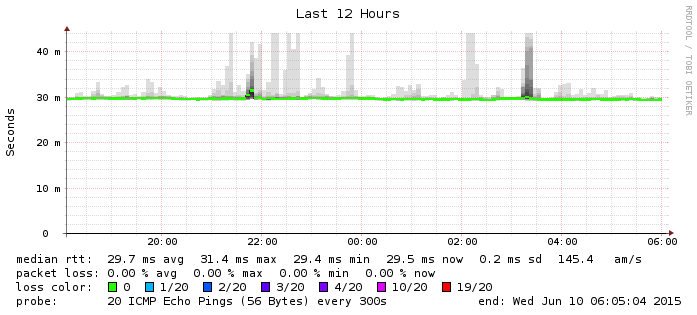 Last 12 Hours
RRDTOOL / TOBI OETIKER
Seconds
40 m
30 m
20 m
10 m
0
20:00 22:00 00:00 02:00 04:00 06:00
median rtt: 29.7 ms avg 31.4 ms max 29.4 ms min 29.5 ms now 0.2 ms sd 145.4 am/s
packet loss: 0.00 % avg 0.00 % max 0.00 % min 0.00 % now
loss color: 0 1/20 2/20 3/20 4/20 10/20 19/20
probe: 20 ICMP Echo Pings (56 Bytes) every 300s end: Wed Jun 10 06:05:04 2015